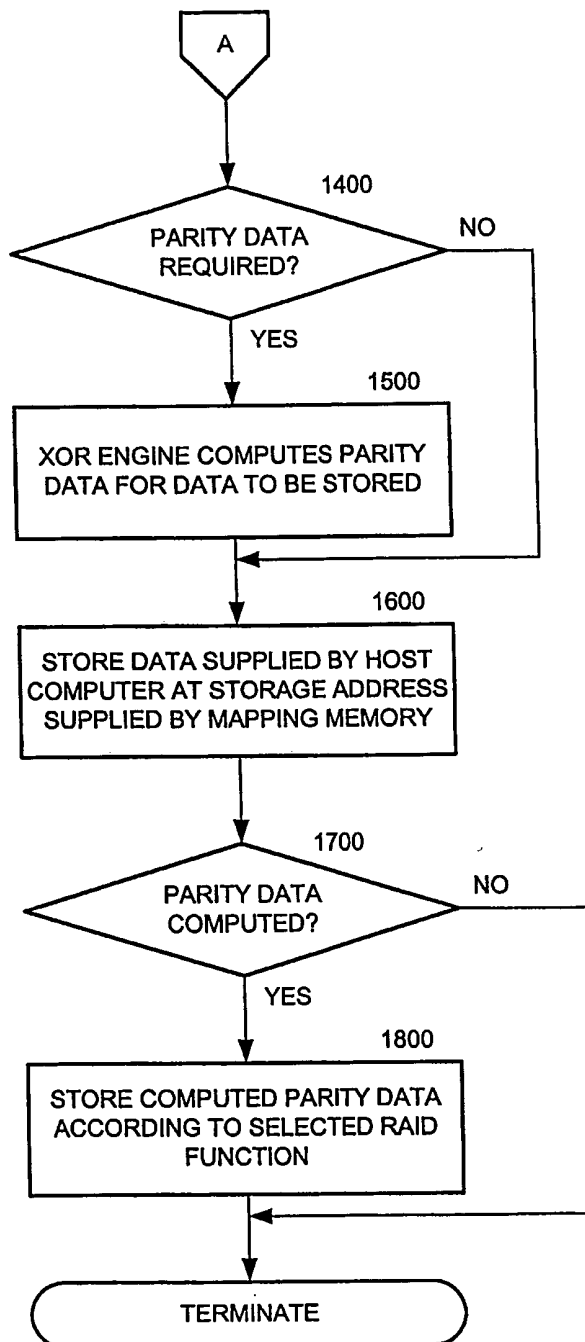 A
1400
PARITY DATA
REQUIRED?
NO
YES
1500
XOR ENGINE COMPUTES PARITY
DATA FOR DATA TO BE STORED
1600
STORE DATA SUPPLIED BY HOST
COMPUTER AT STORAGE ADDRESS
SUPPLIED BY MAPPING MEMORY
1700
PARITY DATA
COMPUTED?
NO
YES
1800
STORE COMPUTED PARITY DATA
ACCORDING TO SELECTED RAID
FUNCTION
TERMINATE